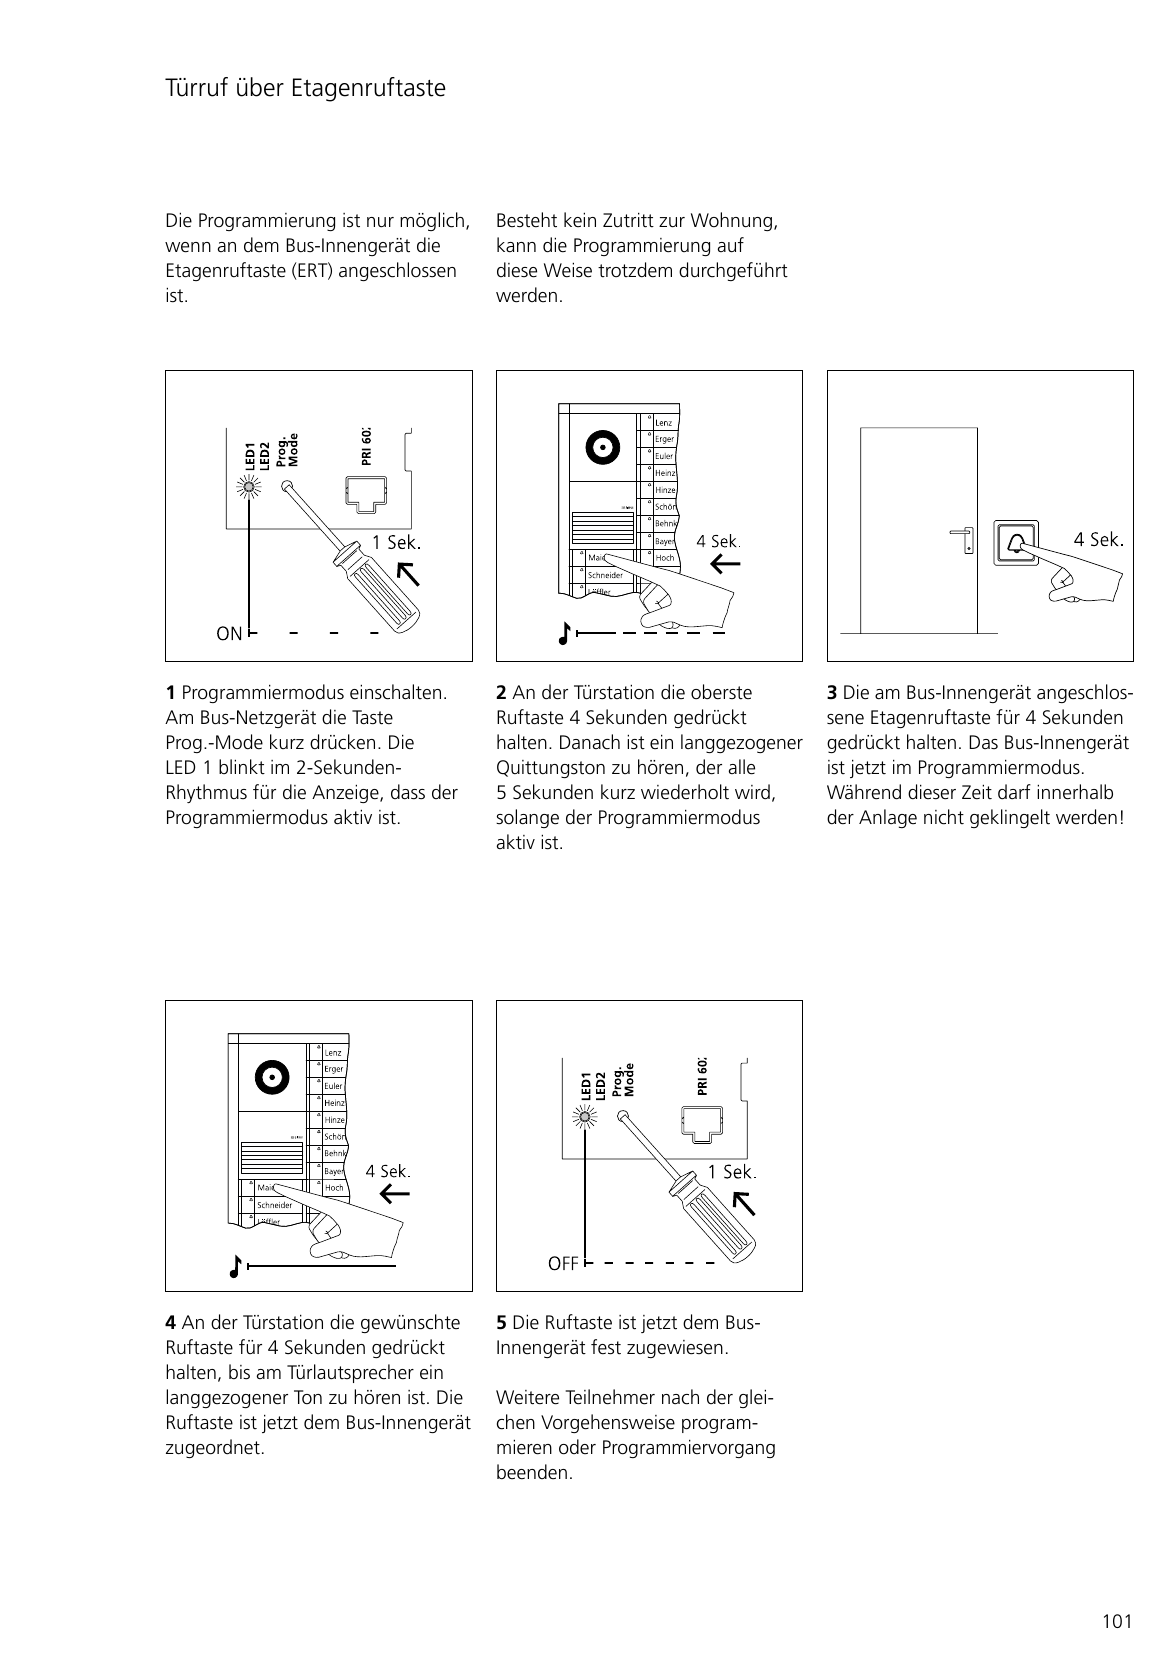 Türruf über Etagenruftaste
Die Programmierung ist nur möglich,
wenn an dem Bus-Innengerät die
Etagenruftaste (ERT) angeschlossen
ist.
Besteht kein Zutritt zur Wohnung,
kann die Programmierung auf
diese Weise trotzdem durchgeführt
werden.
LED1
LED2
Prog.
Mode
PRI 60
1 Sek.
ON
Lenz
Erger
Euler
Heinz
Hinze
Schön
Behnk
Bayer
Hoch
Maie
Schneider
Löffler
4 Sek.
4 Sek.
1 Programmiermodus einschalten.
Am Bus-Netzgerät die Taste
Prog.-Mode kurz drücken. Die
LED 1 blinkt im 2-Sekunden-
Rhythmus für die Anzeige, dass der
Programmiermodus aktiv ist.
2 An der Türstation die oberste
Ruftaste 4 Sekunden gedrückt
halten. Danach ist ein langgezogener
Quittungston zu hören, der alle
5 Sekunden kurz wiederholt wird,
solange der Programmiermodus
aktiv ist.
3 Die am Bus-Innengerät angeschlos-
sene Etagenruftaste für 4 Sekunden
gedrückt halten. Das Bus-Innengerät
ist jetzt im Programmiermodus.
Während dieser Zeit darf innerhalb
der Anlage nicht geklingelt werden!
Lenz
Erger
Euler
Heinz
Hinze
Schön
Behnk
Bayer
Hoch
Maie
Schneider
Löffler
4 Sek.
LED1
LED2
Prog.
Mode
PRI 60
1 Sek.
OFF
4 An der Türstation die gewünschte
Ruftaste für 4 Sekunden gedrückt
halten, bis am Türlautsprecher ein
langgezogener Ton zu hören ist. Die
Ruftaste ist jetzt dem Bus-Innengerät
zugeordnet.
5 Die Ruftaste ist jetzt dem Bus-
Innengerät fest zugewiesen.
Weitere Teilnehmer nach der glei-
chen Vorgehensweise program-
mieren oder Programmiervorgang
beenden.
101